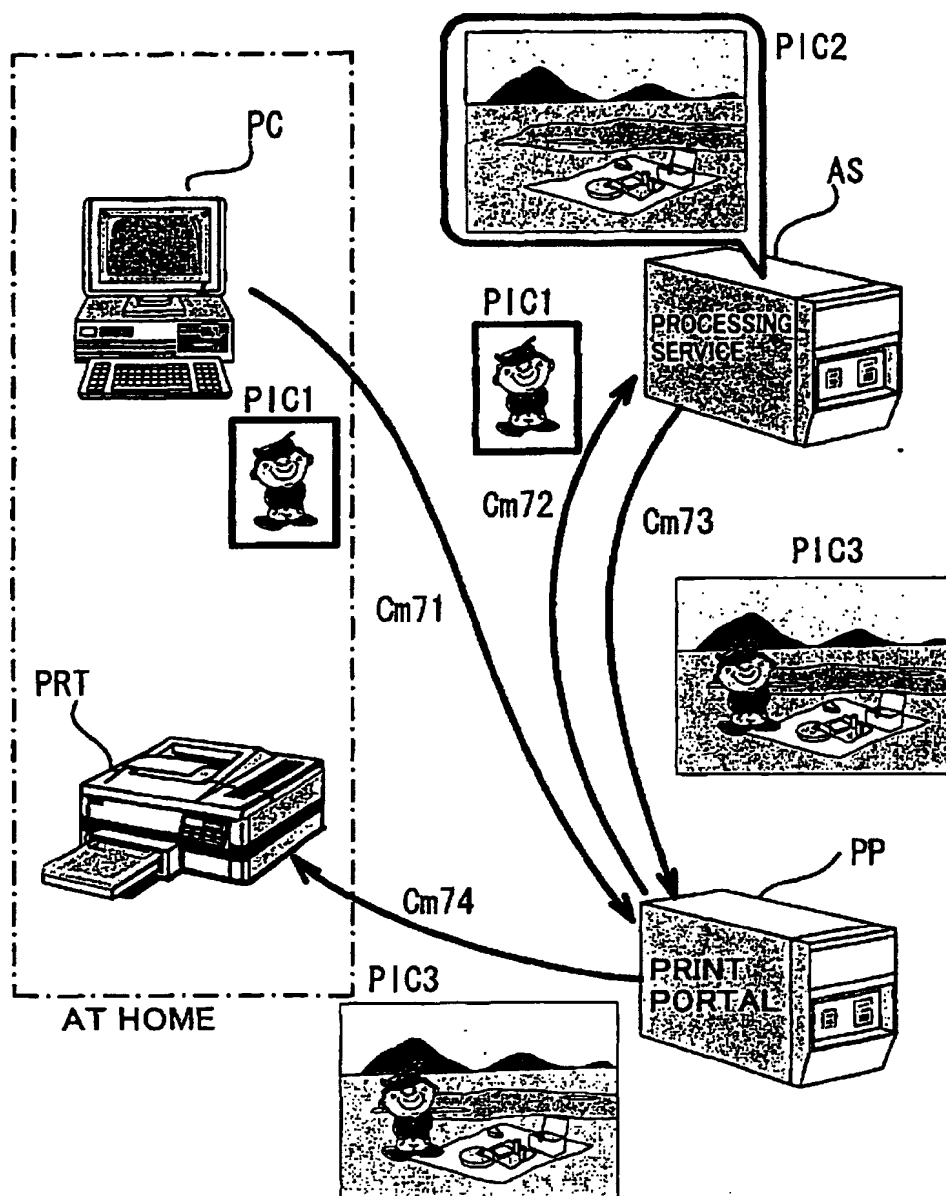 PIC2
PC
AS
PIC1
PROCESSING
SERVICE
PIC1
Cm72
Cm73
PIC3
Cm71
PRT
PP
Cm74
PRINT
PORTAL
PIC3
AT HOME